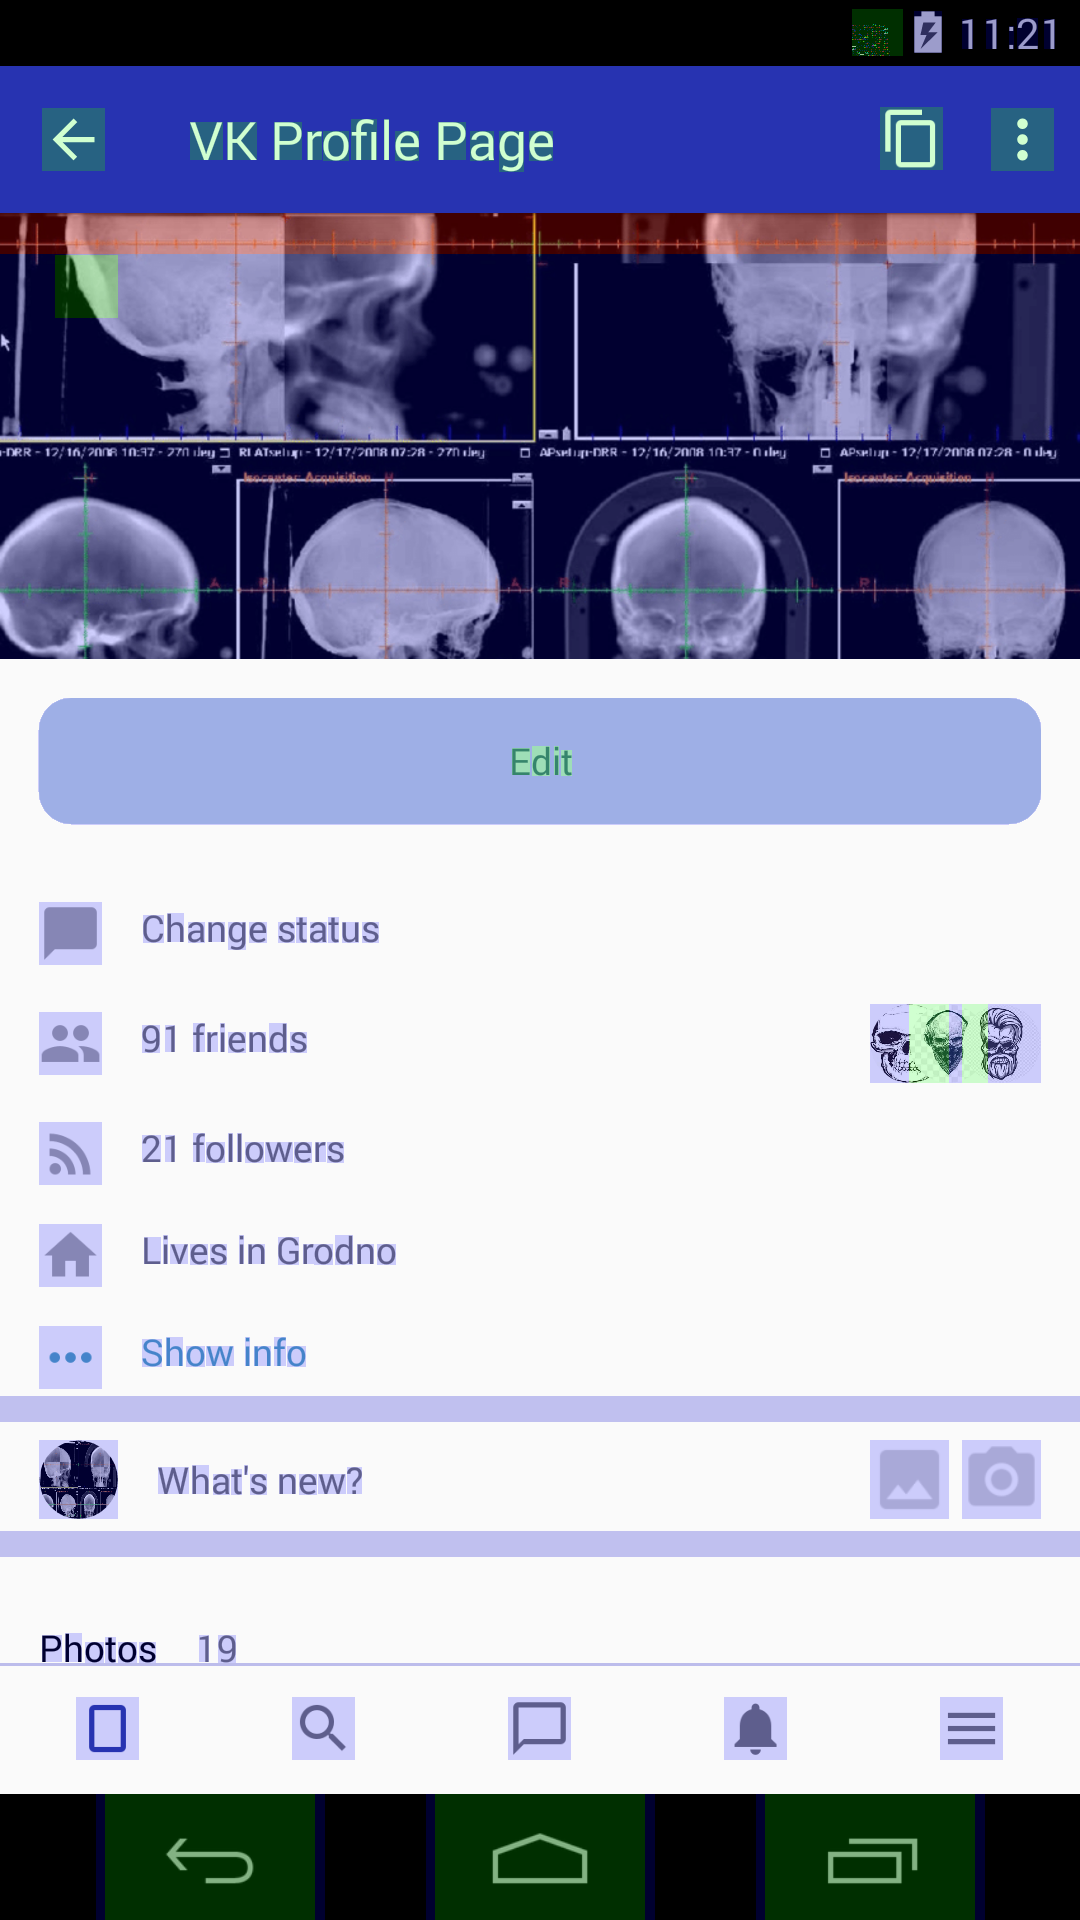 11:21
VK Profile Page
-DRR - 12/16/2008 10:37 - 270 deg
RLATsetup - 12/17/2008 07:28 - 270 deg
APsetup-DRR - 12/16/2008 10:37 - 0 deg
APsetup - 12/17/2008 07:28 - 0 deg
Isocenter: Acquisition H
Isocenter: Acquisition H
A
A
R
L
R
Edit
Change status
91 friends
21 followers
Lives in Grodno
Show info
What's new?
Photos 19